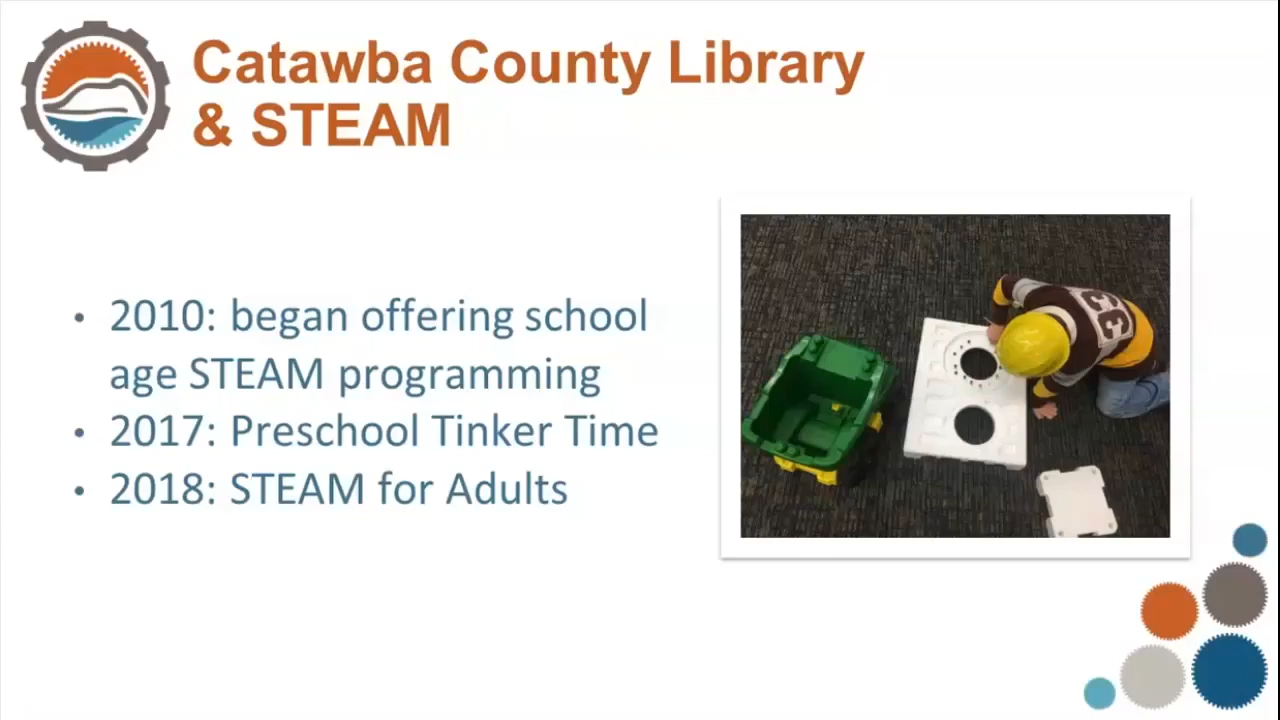 Catawba County Library
& STEAM
• 2010: began offering school
age STEAM programming
• 2017: Preschool Tinker Time
• 2018: STEAM for Adults
33